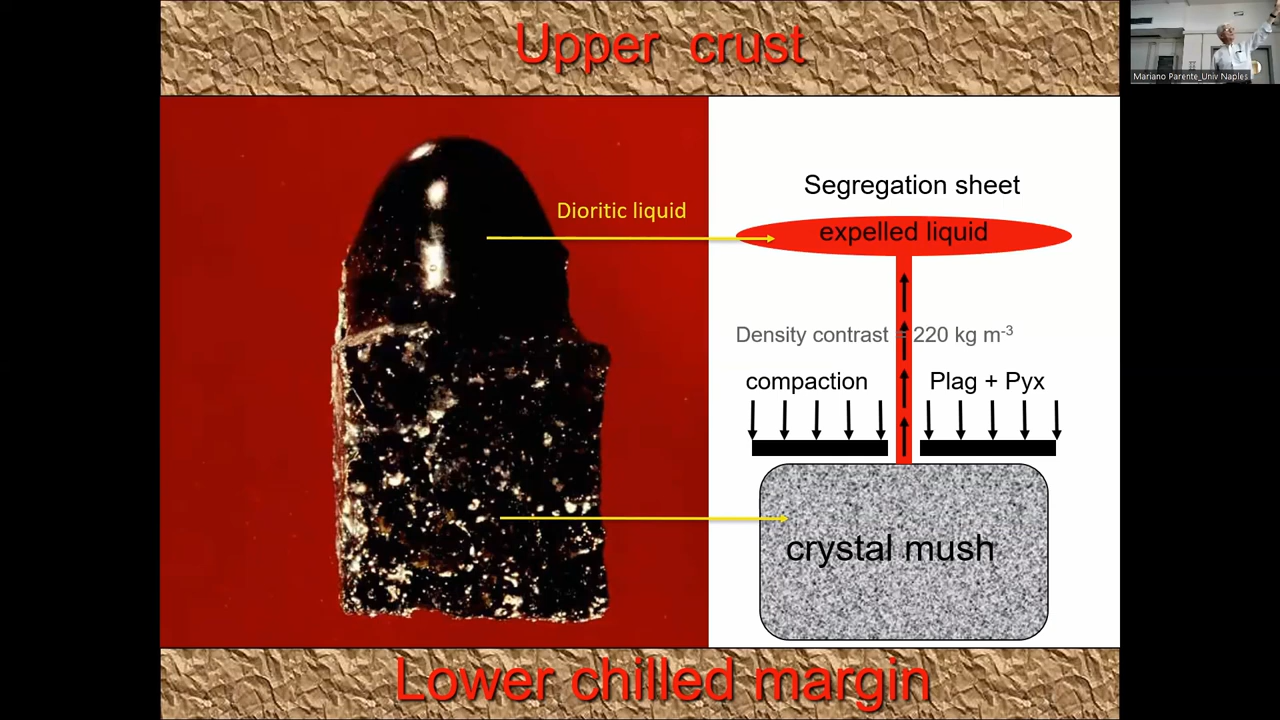 Upper crust
Mariano Parente_Univ Naples
Segregation sheet
Dioritic liquid
expelled liquid
Density contrast = 220 kg m-3
compaction
Plag + Pyx
crystal mush
Lower chilled margin